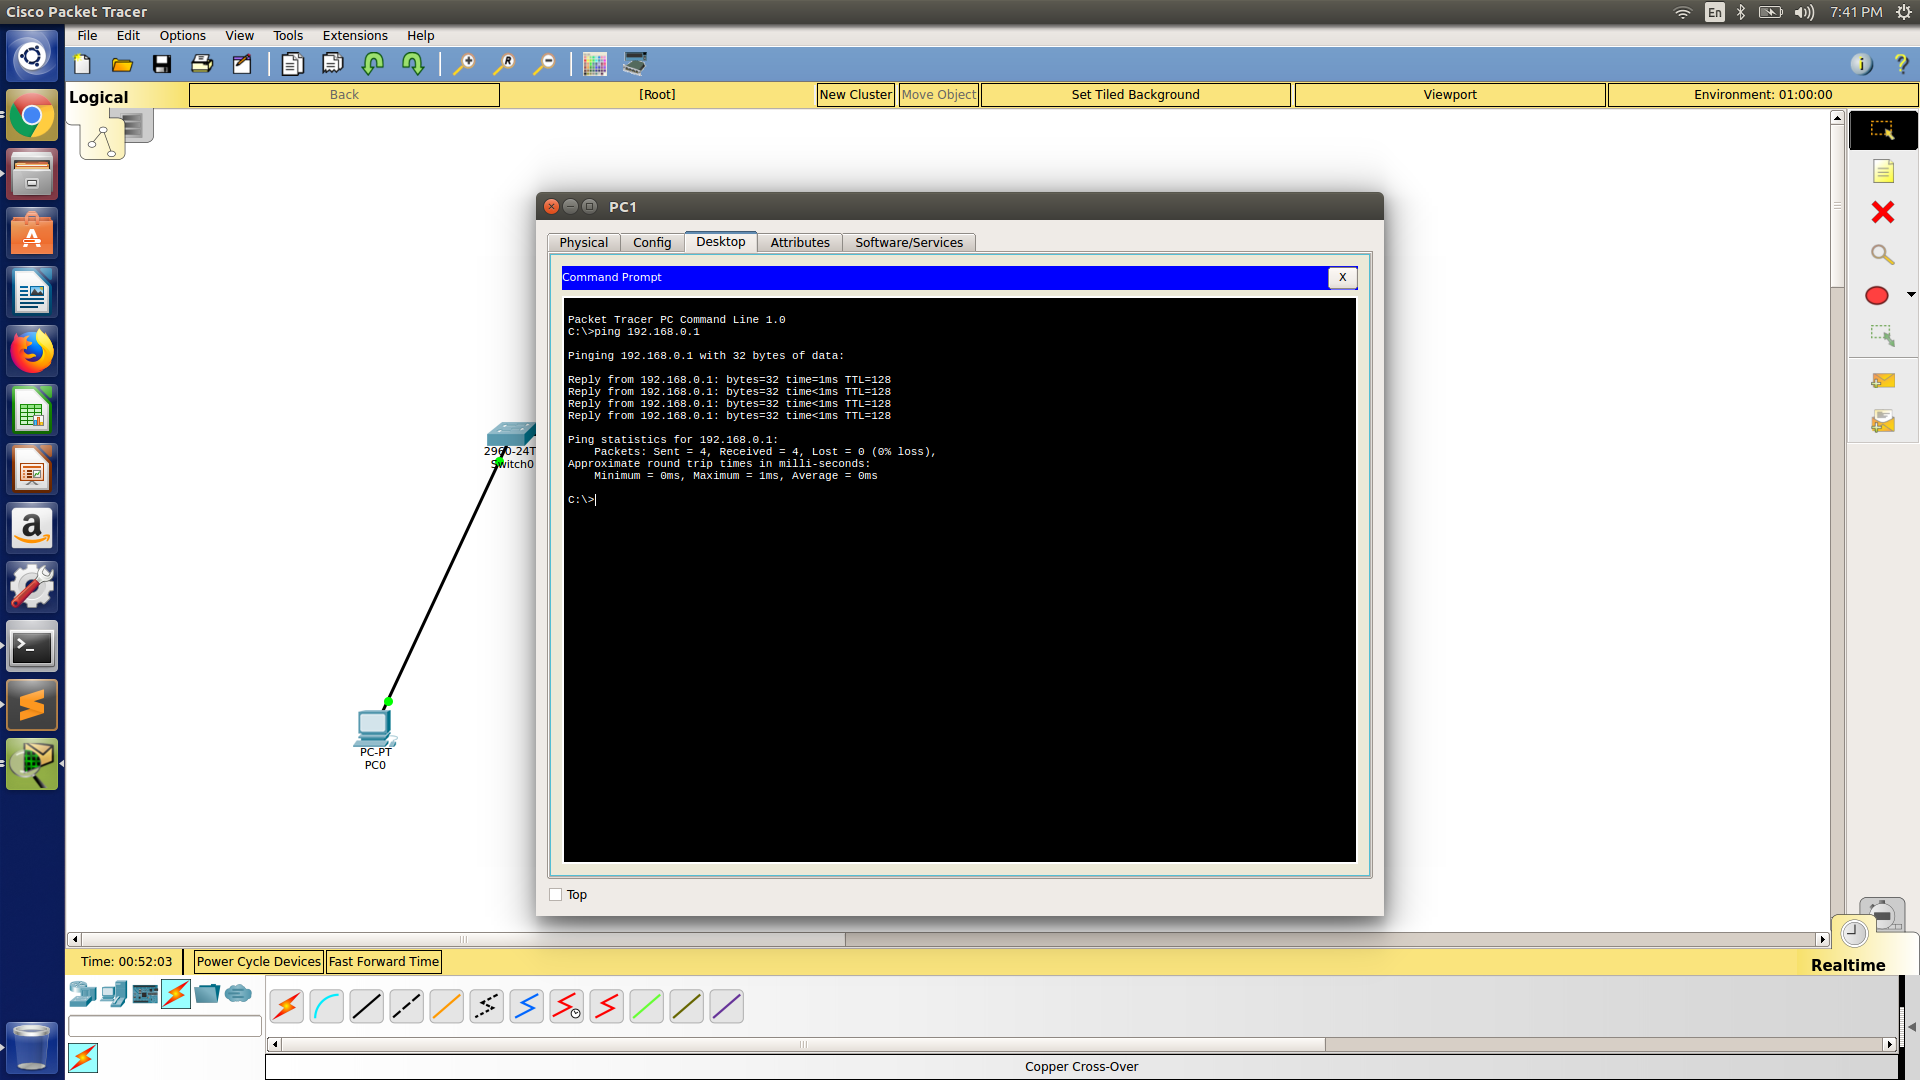 Cisco Packet Tracer
En
7:41 PM
File Edit Options View Tools Extensions Help
Logical
Back
[Root]
New Cluster
Move Object
Set Tiled Background
Viewport
Environment: 01:00:00
PC1
Physical
Config
Desktop
Attributes
Software/Services
Command Prompt
X
Packet Tracer PC Command Line 1.0
C:\>ping 192.168.0.1
Pinging 192.168.0.1 with 32 bytes of data:
Reply from 192.168.0.1: bytes=32 time=1ms TTL=128
Reply from 192.168.0.1: bytes=32 time<1ms TTL=128
Reply from 192.168.0.1: bytes=32 time<1ms TTL=128
Reply from 192.168.0.1: bytes=32 time<1ms TTL=128
Ping statistics for 192.168.0.1:
Packets: Sent = 4, Received = 4, Lost = 0 (0% loss),
Approximate round trip times in milli-seconds:
Minimum = 0ms, Maximum = 1ms, Average = 0ms
C:\>
2960-24T
Switch0
PC-PT
PC0
Top
Time: 00:52:03
Power Cycle Devices
Fast Forward Time
Realtime
Copper Cross-Over